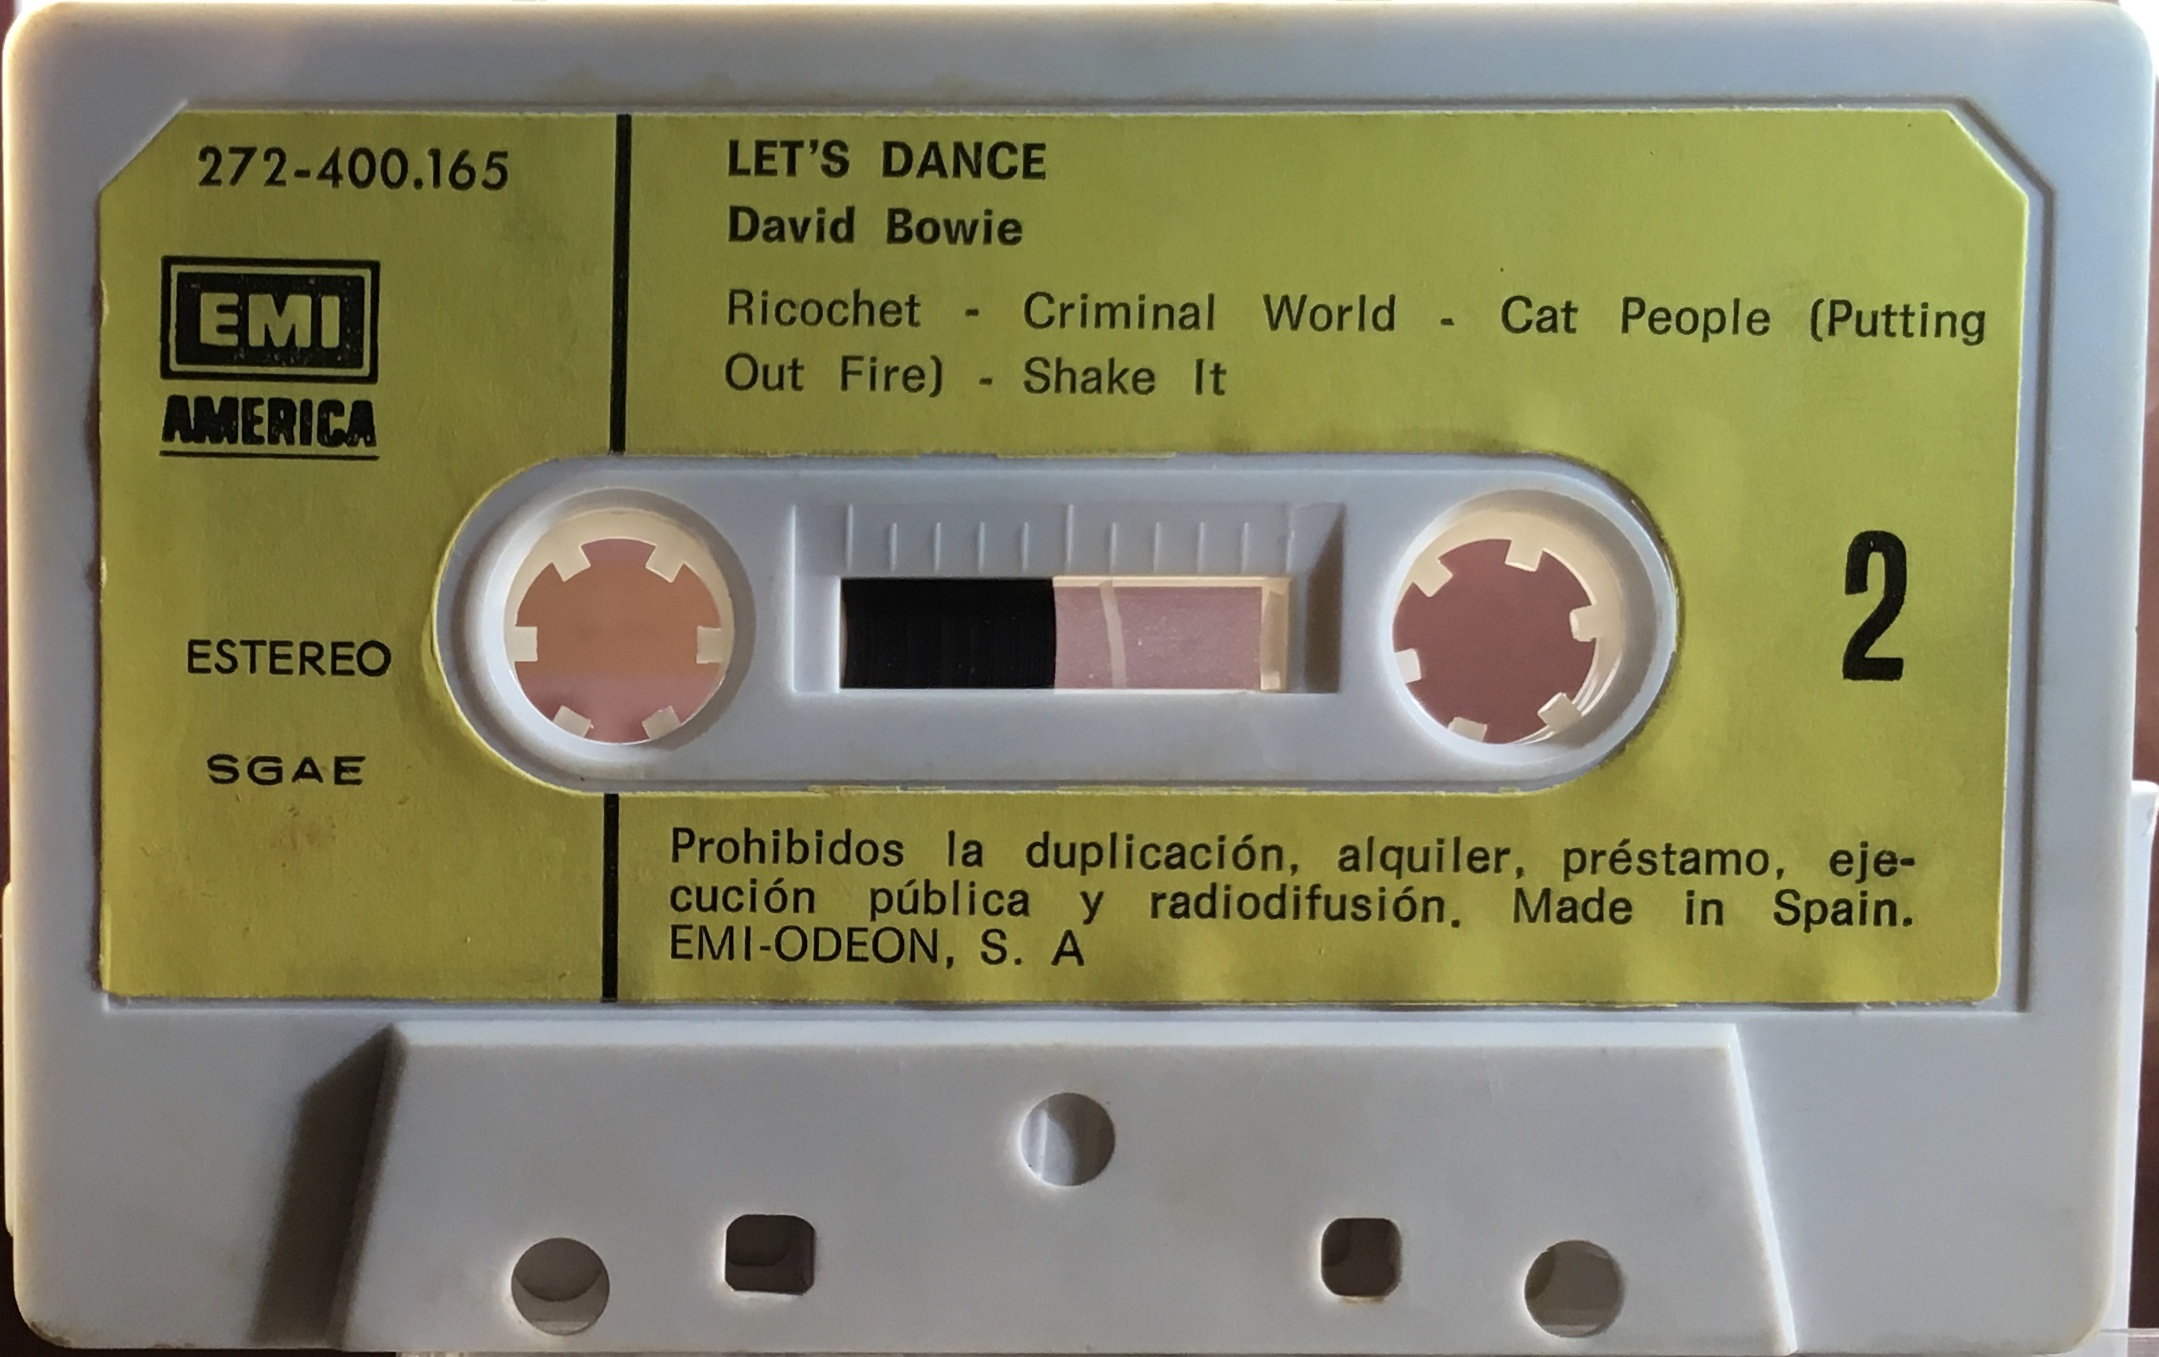 272-400.165
EMI
AMERICA
LET'S DANCE
David Bowie
Ricochet - Criminal World - Cat People (Putting
Out Fire) - Shake It
2
ESTEREO
SGAE
Prohibidos la duplicación, alquiler, préstamo, eje-
cución pública y radiodifusión. Made in Spain.
EMI-ODEON, S. A